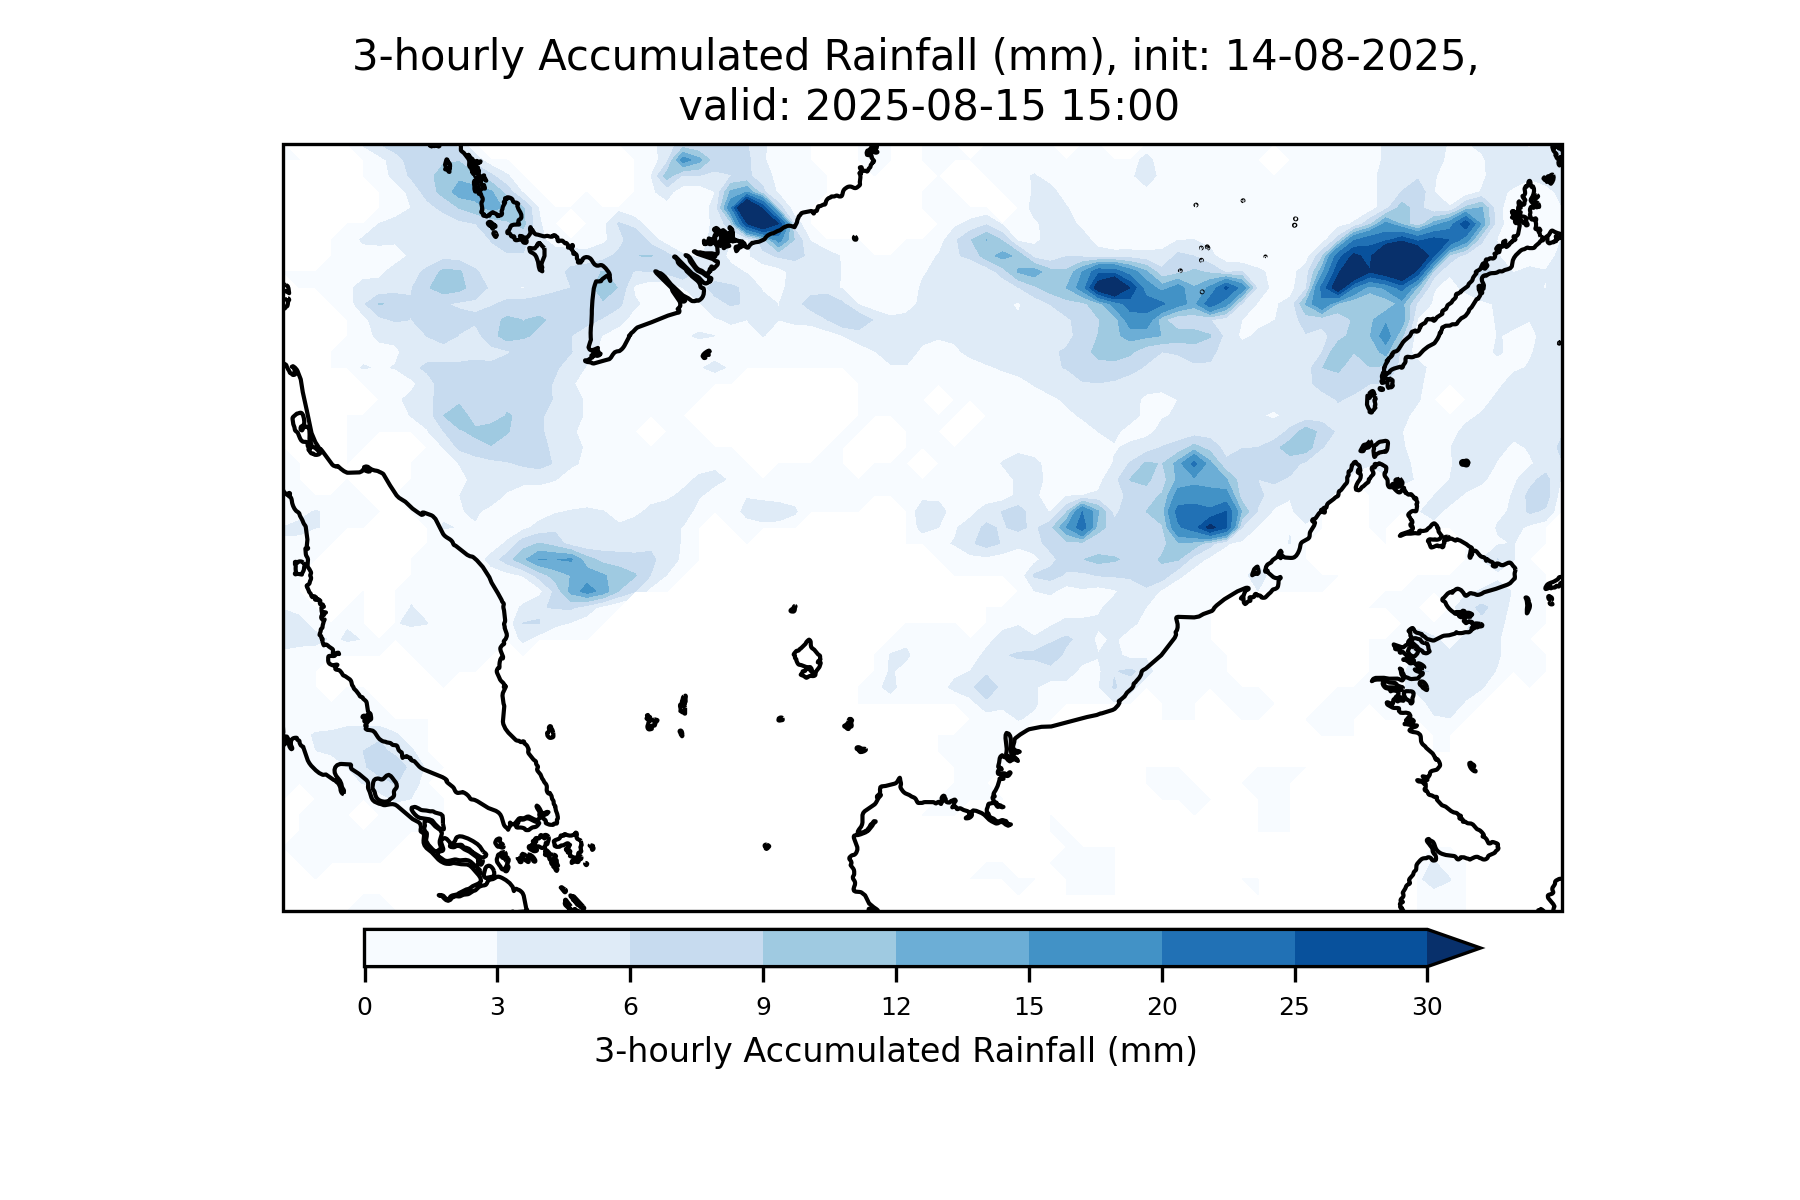 3-hourly Accumulated Rainfall (mm), init: 14-08-2025,
valid: 2025-08-15 15:00
0 3 6 9 12 15 20 25 30
3-hourly Accumulated Rainfall (mm)